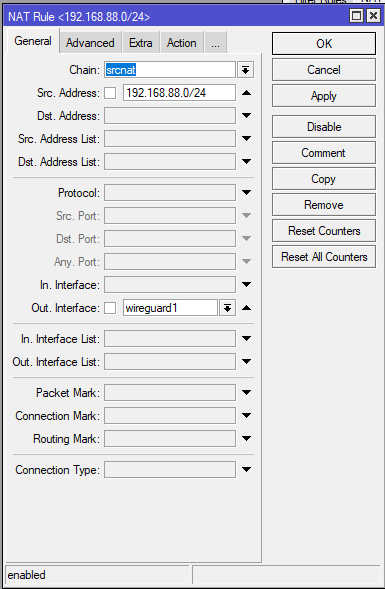 NAT Rule <192.168.88.0/24>
General Advanced Extra Action ...
Chain: srcnat
Src. Address: 192.168.88.0/24
Dst. Address:
Src. Address List:
Dst. Address List:
Protocol:
Src. Port:
Dst. Port:
Any. Port:
In. Interface:
Out. Interface: wireguard1
In. Interface List:
Out. Interface List:
Packet Mark:
Connection Mark:
Routing Mark:
Connection Type:
OK
Cancel
Apply
Disable
Comment
Copy
Remove
Reset Counters
Reset All Counters
enabled